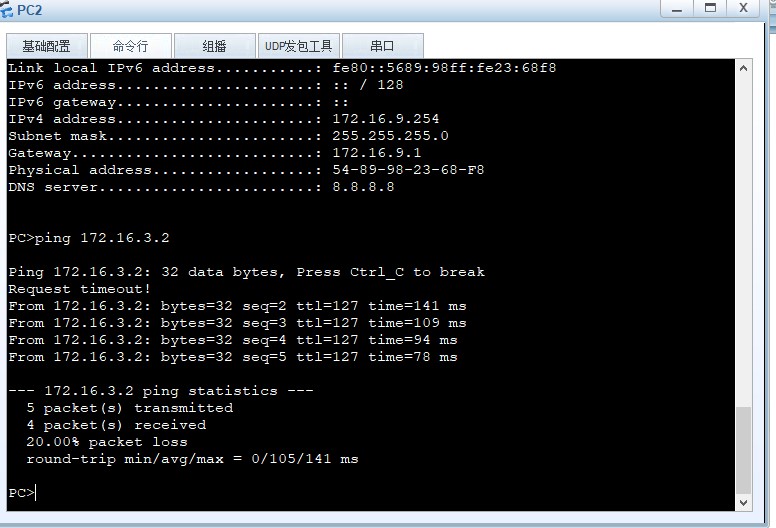 PC2
基础配置 命令行 组播 UDP发包工具 串口
Link local IPv6 address...........: fe80::5689:98ff:fe23:68f8
IPv6 address......................: :: / 128
IPv6 gateway......................: ::
IPv4 address......................: 172.16.9.254
Subnet mask.......................: 255.255.255.0
Gateway...........................: 172.16.9.1
Physical address..................: 54-89-98-23-68-F8
DNS server........................: 8.8.8.8
PC>ping 172.16.3.2
Ping 172.16.3.2: 32 data bytes, Press Ctrl_C to break
Request timeout!
From 172.16.3.2: bytes=32 seq=2 ttl=127 time=141 ms
From 172.16.3.2: bytes=32 seq=3 ttl=127 time=109 ms
From 172.16.3.2: bytes=32 seq=4 ttl=127 time=94 ms
From 172.16.3.2: bytes=32 seq=5 ttl=127 time=78 ms
--- 172.16.3.2 ping statistics ---
5 packet(s) transmitted
4 packet(s) received
20.00% packet loss
round-trip min/avg/max = 0/105/141 ms
PC>